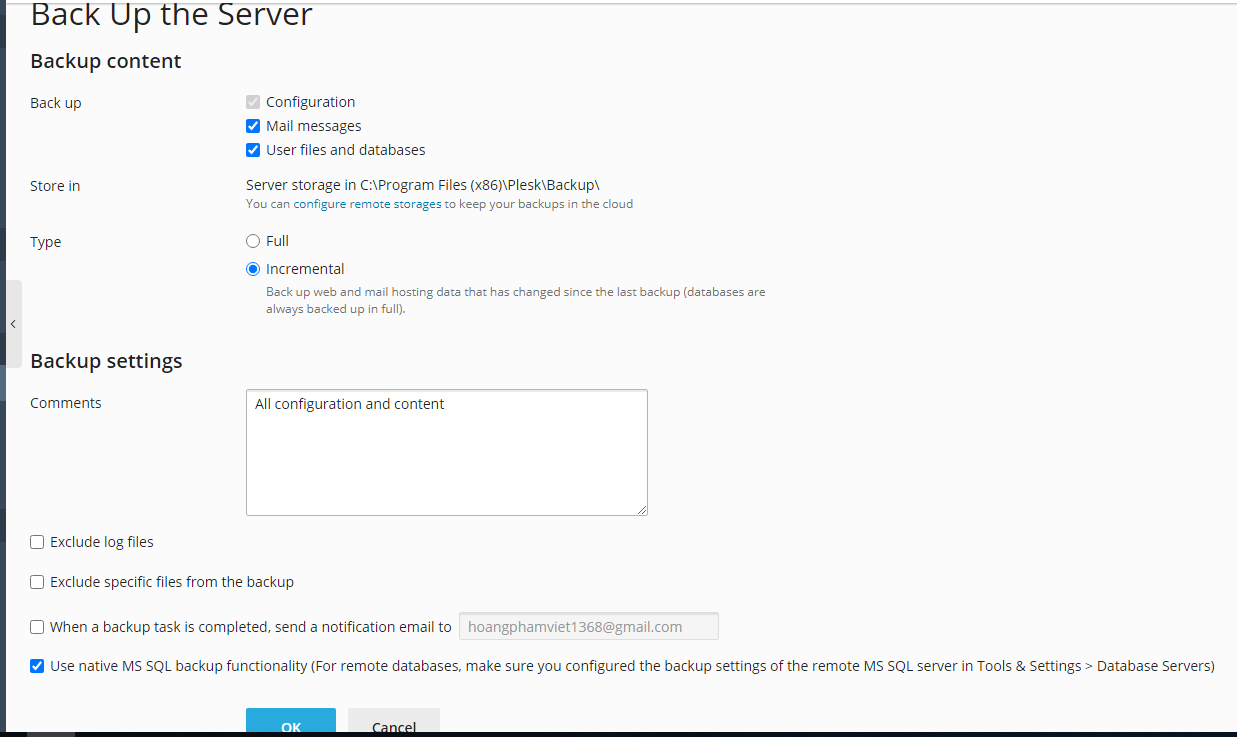 Back Up the Server
Backup content
Back up
Configuration
Mail messages
User files and databases
Store in
Server storage in C:\Program Files (x86)\Plesk\Backup\
You can configure remote storages to keep your backups in the cloud
Type
Full
Incremental
Back up web and mail hosting data that has changed since the last backup (databases are
always backed up in full).
Backup settings
Comments
All configuration and content
Exclude log files
Exclude specific files from the backup
When a backup task is completed, send a notification email to hoangphamviet1368@gmail.com
Use native MS SQL backup functionality (For remote databases, make sure you configured the backup settings of the remote MS SQL server in Tools & Settings > Database Servers)
OK Cancel